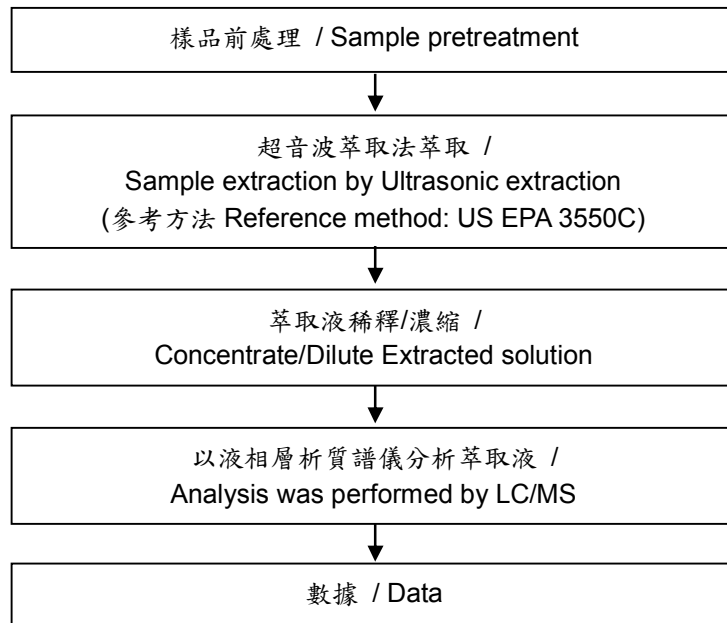 樣品前處理 / Sample pretreatment
超音波萃取法萃取 /
Sample extraction by Ultrasonic extraction
(參考方法 Reference method: US EPA 3550C)
萃取液稀釋/濃縮 /
Concentrate/Dilute Extracted solution
以液相層析質譜儀分析萃取液 /
Analysis was performed by LC/MS
數據 / Data